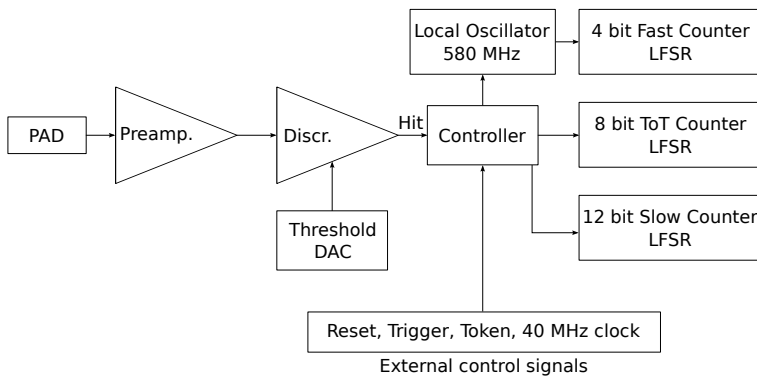 Local Oscillator
580 MHz
4 bit Fast Counter
LFSR
PAD
Preamp.
Discr.
Hit
Controller
8 bit ToT Counter
LFSR
Threshold
DAC
12 bit Slow Counter
LFSR
Reset, Trigger, Token, 40 MHz clock
External control signals